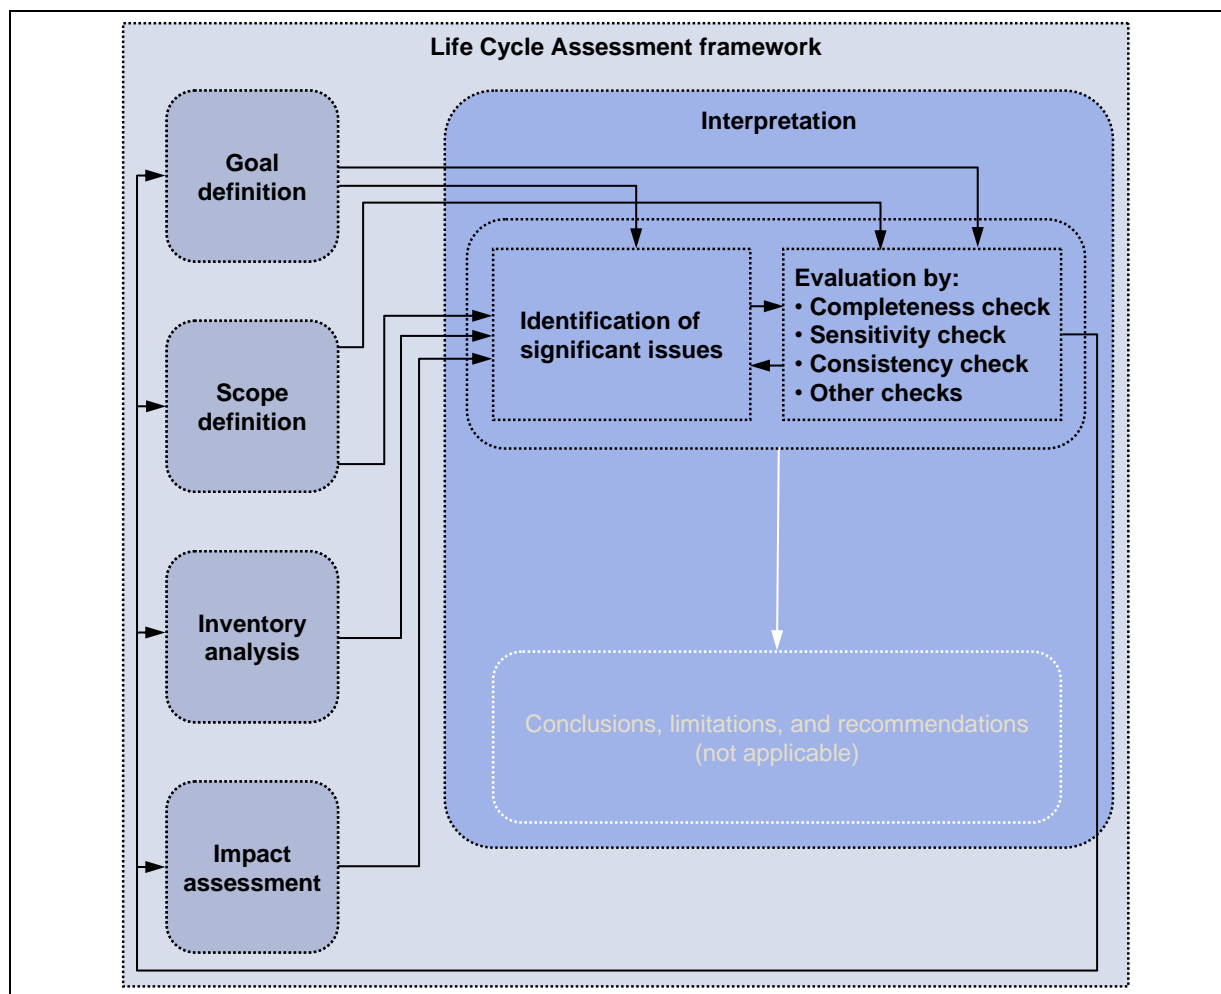 Life Cycle Assessment framework
Goal
definition
Scope
definition
Inventory
analysis
Impact
assessment
Interpretation
Identification of
significant issues
Evaluation by:
• Completeness check
• Sensitivity check
• Consistency check
• Other checks
Conclusions, limitations, and recommendations
(not applicable)